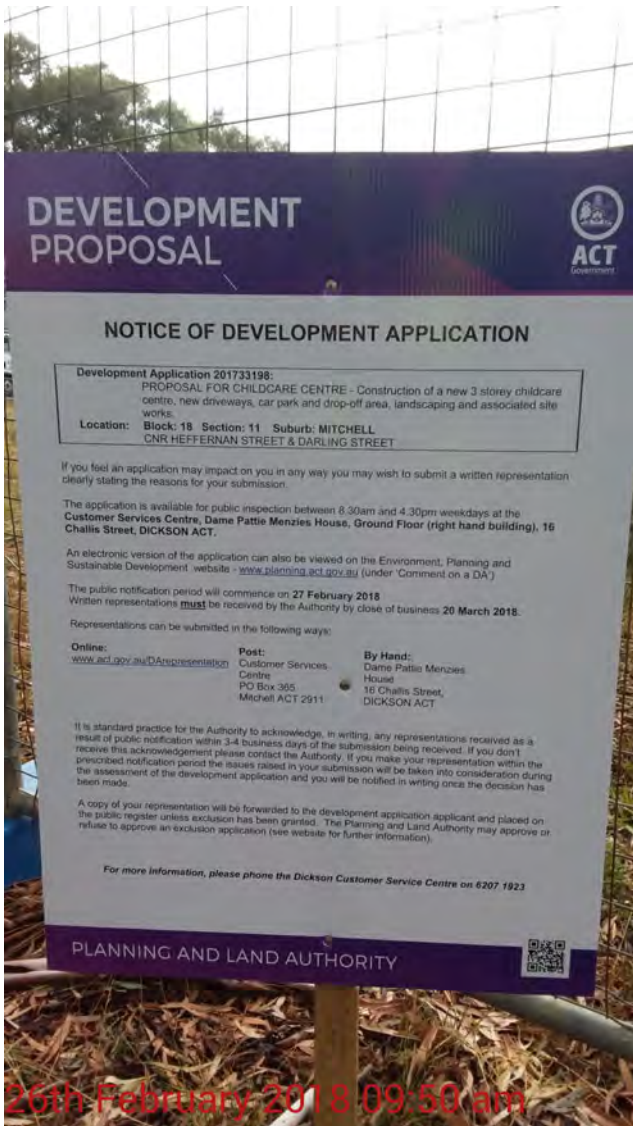 DEVELOPMENT
PROPOSAL
ACT
Government
NOTICE OF DEVELOPMENT APPLICATION
Development Application 201733198:
PROPOSAL FOR CHILDCARE CENTRE - Construction of a new 3 storey childcare
centre, new driveways, car park and drop-off area, landscaping and associated site
works.
Location: Block: 18 Section: 11 Suburb: MITCHELL
CNR HEFFERNAN STREET & DARLING STREET
If you feel an application may impact on you in any way you may wish to submit a written representation
clearly stating the reasons for your submission.
The application is available for public inspection between 8.30am and 4.30pm weekdays at the
Customer Services Centre, Dame Pattie Menzies House, Ground Floor (right hand building), 16
Challis Street, DICKSON ACT.
An electronic version of the application can also be viewed on the Environment, Planning and
Sustainable Development website - www.planning.act.gov.au (under 'Comment on a DA')
The public notification period will commence on 27 February 2018
Written representations must be received by the Authority by close of business 20 March 2018.
Representations can be submitted in the following ways:
Online:
www.act.gov.au/DArepresentation
Post:
Customer Services
Centre
PO Box 365
Mitchell ACT 2911
By Hand:
Dame Pattie Menzies
House
16 Challis Street,
DICKSON ACT
It is standard practice for the Authority to acknowledge, in writing, any representations received as a
result of public notification within 3-4 business days of the submission being received. If you don't
receive this acknowledgement please contact the Authority. If you make your representation within the
prescribed notification period the issues raised in your submission will be taken into consideration during
the assessment of the development application and you will be notified in writing once the decision has
been made.
A copy of your representation will be forwarded to the development application applicant and placed on
the public register unless exclusion has been granted. The Planning and Land Authority may approve or
refuse to approve an exclusion application (see website for further information).
For more information, please phone the Dickson Customer Service Centre on 6207 1923
PLANNING AND LAND AUTHORITY
26th February 2018 09:50 am